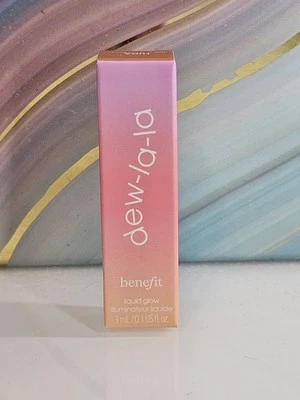 dew-la-la
benefit
liquid glow
illuminateur liquide